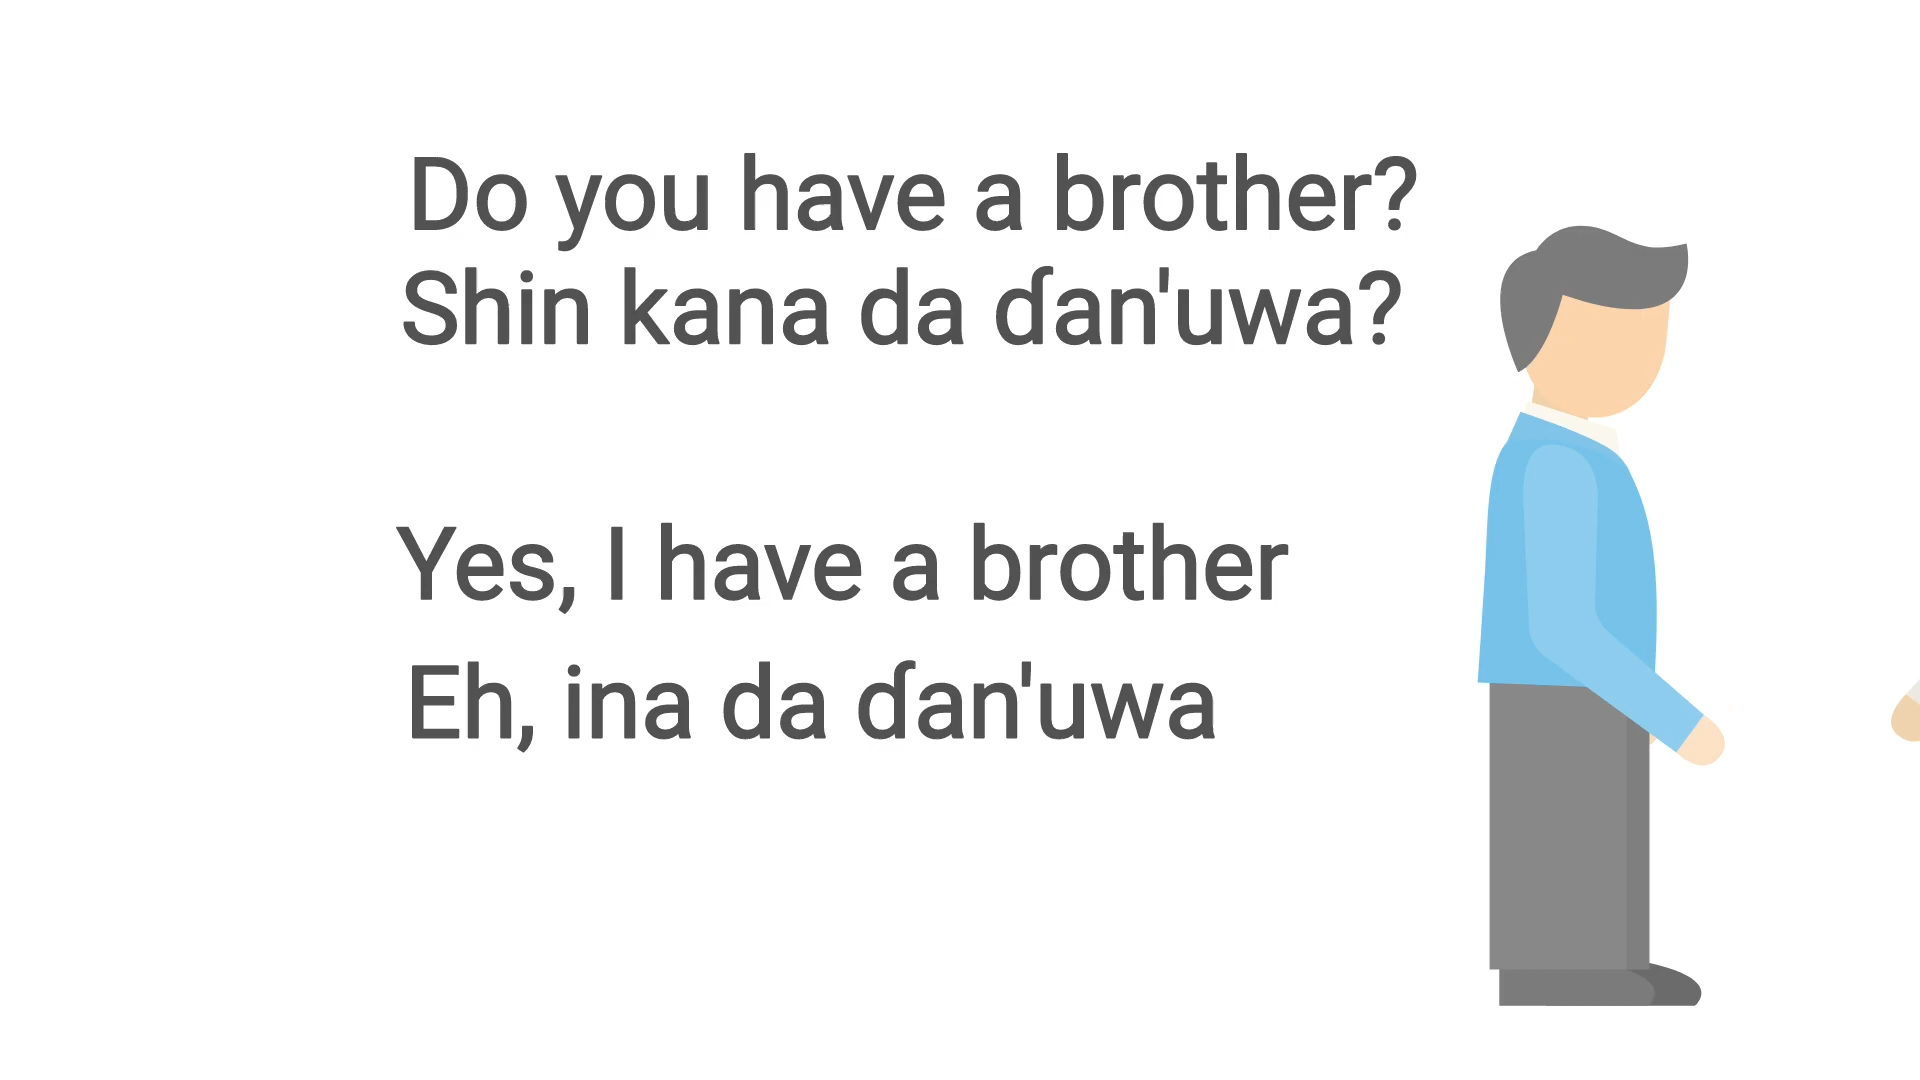 Do you have a brother?
Shin kana da ɗan'uwa?
Yes, I have a brother
Eh, ina da ɗan'uwa